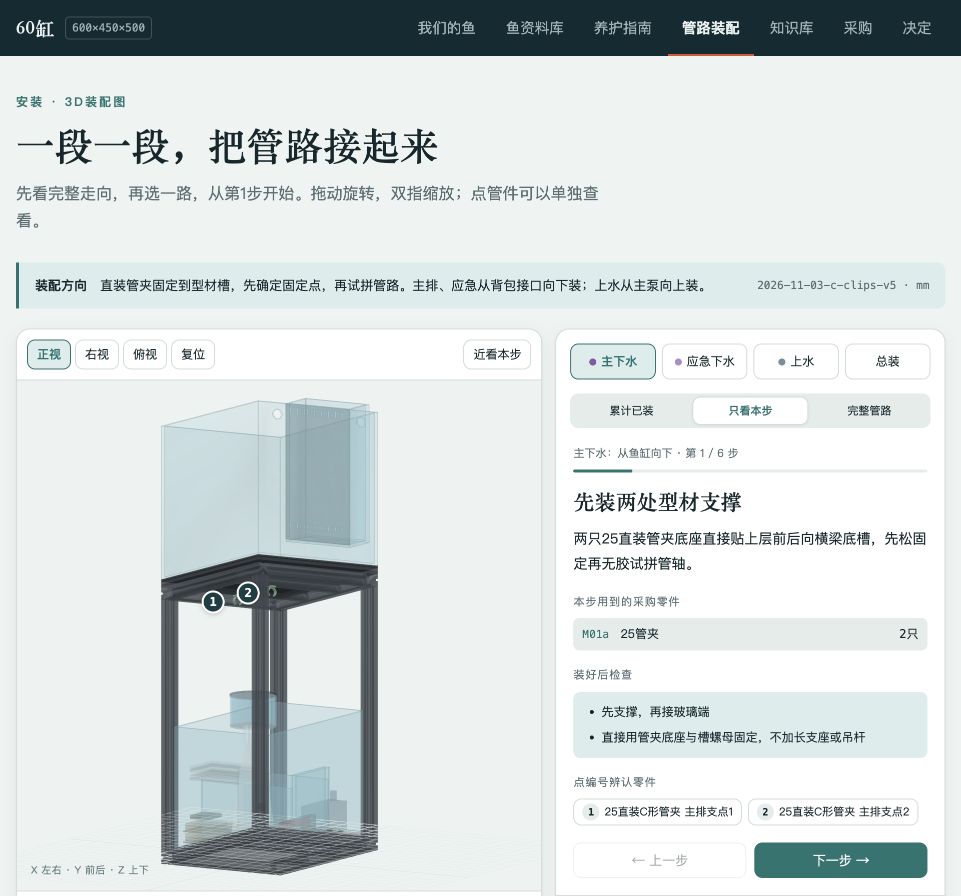 60缸 600×450×500 我们的鱼 鱼资料库 养护指南 管路装配 知识库 采购 决定
安装 · 3D装配图
一段一段，把管路接起来
先看完整走向，再选一路，从第1步开始。拖动旋转，双指缩放；点管件可以单独查
看。
装配方向 直装管夹固定到型材槽，先确定固定点，再试拼管路。主排、应急从背包接口向下装；上水从主泵向上装。 2026-11-03-c-clips-v5 · mm
正视 右视 俯视 复位 近看本步
1 2
X 左右 · Y 前后 · Z 上下
主下水 应急下水 上水 总装
累计已装 只看本步 完整管路
主下水：从鱼缸向下 · 第 1 / 6 步
先装两处型材支撑
两只25直装管夹底座直接贴上层前后向横梁底槽，先松固
定再无胶试拼管轴。
本步用到的采购零件
M01a 25管夹 2只
装好后检查
• 先支撑，再接玻璃端
• 直接用管夹底座与槽螺母固定，不加长支座或吊杆
点编号辨认零件
1 25直装C形管夹 主排支点1 2 25直装C形管夹 主排支点2
← 上一步 下一步 →